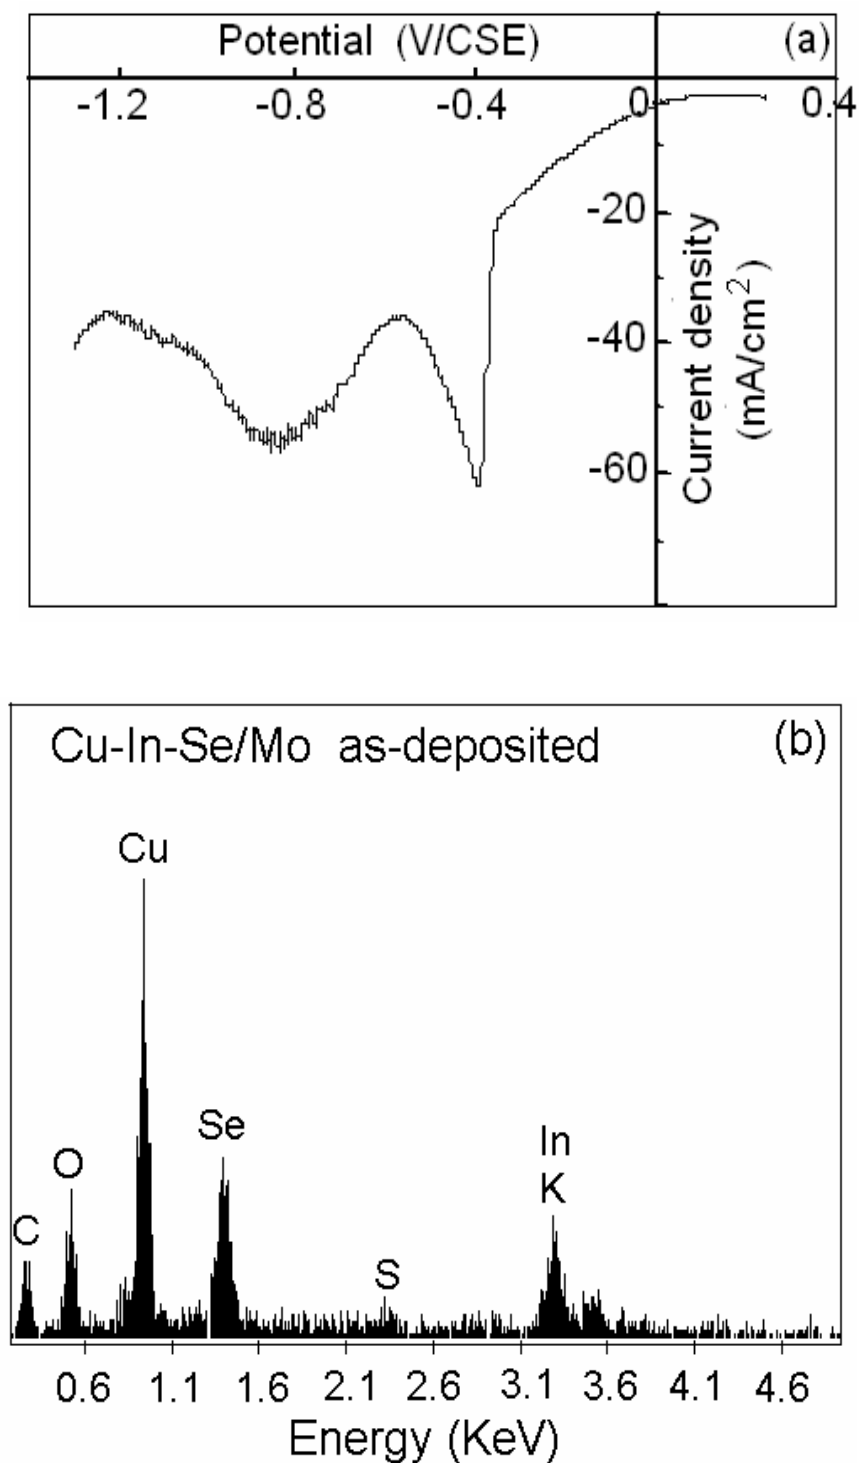 Potential (V/CSE) (a)
-1.2 -0.8 -0.4 0 0.4
-20
-40
-60
Current density
(mA/cm²)
Cu-In-Se/Mo as-deposited (b)
Cu
Se
In
O
K
C
S
0.6 1.1 1.6 2.1 2.6 3.1 3.6 4.1 4.6
Energy (KeV)